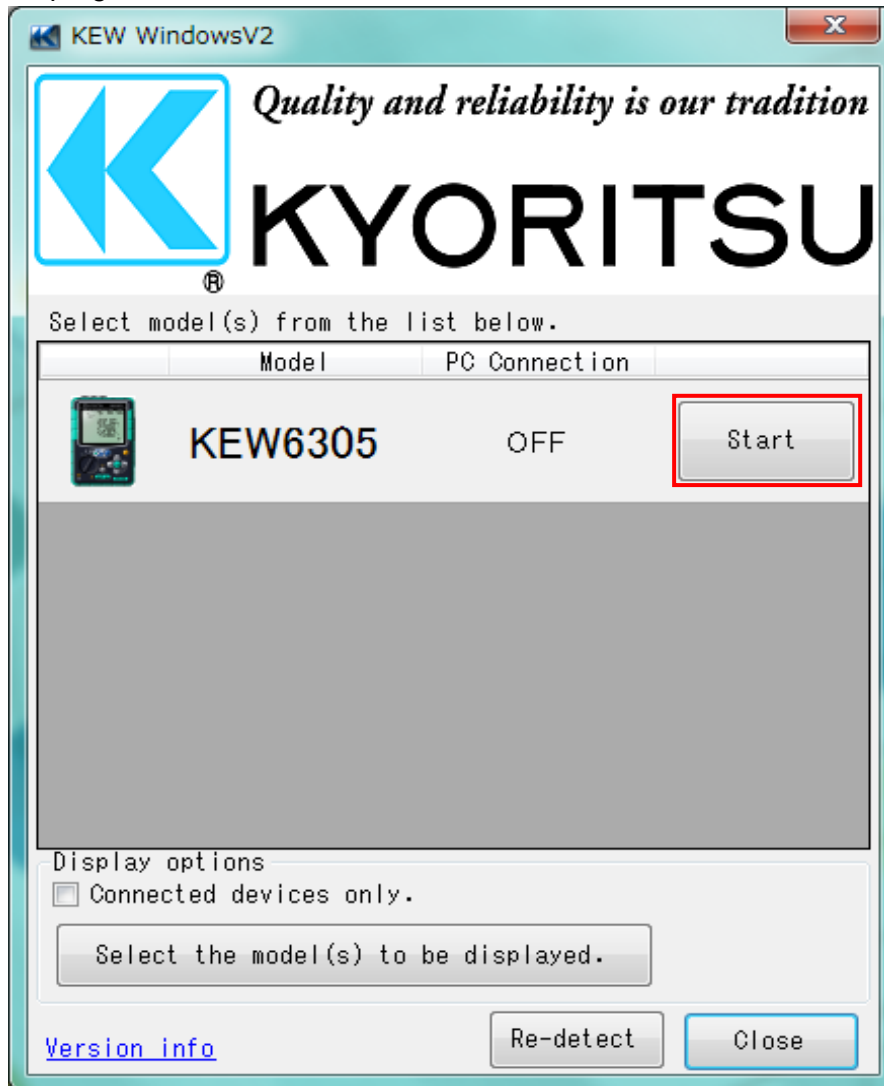 KEW WindowsV2
Quality and reliability is our tradition
KYORITSU
®
Select model(s) from the list below.
Model PC Connection
KEW6305 OFF Start
Display options
Connected devices only.
Select the model(s) to be displayed.
Version info Re-detect Close